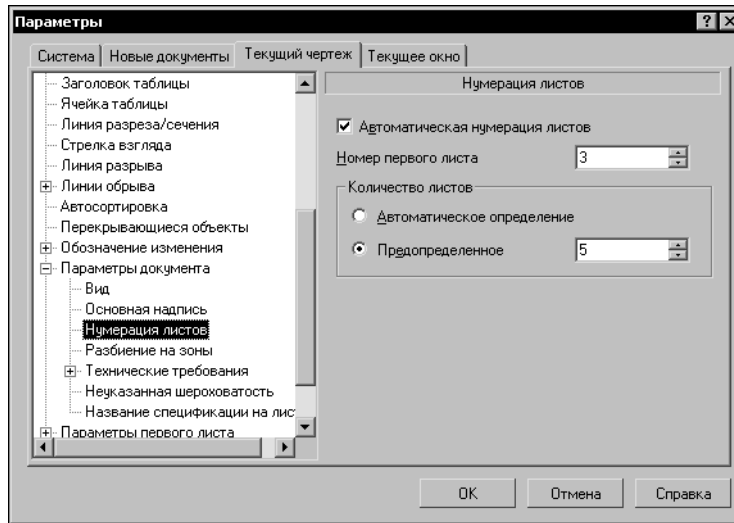 Параметры
Система Новые документы Текущий чертеж Текущее окно
Заголовок таблицы
Ячейка таблицы
Линия разреза/сечения
Стрелка взгляда
Линия разрыва
Линии обрыва
Автосортировка
Перекрывающиеся объекты
Обозначение изменения
Параметры документа
Вид
Основная надпись
Нумерация листов
Разбиение на зоны
Технические требования
Неуказанная шероховатость
Название спецификации на лис
Параметры первого листа
Нумерация листов
Автоматическая нумерация листов
Номер первого листа 3
Количество листов
Автоматическое определение
Предопределенное 5
OK Отмена Справка